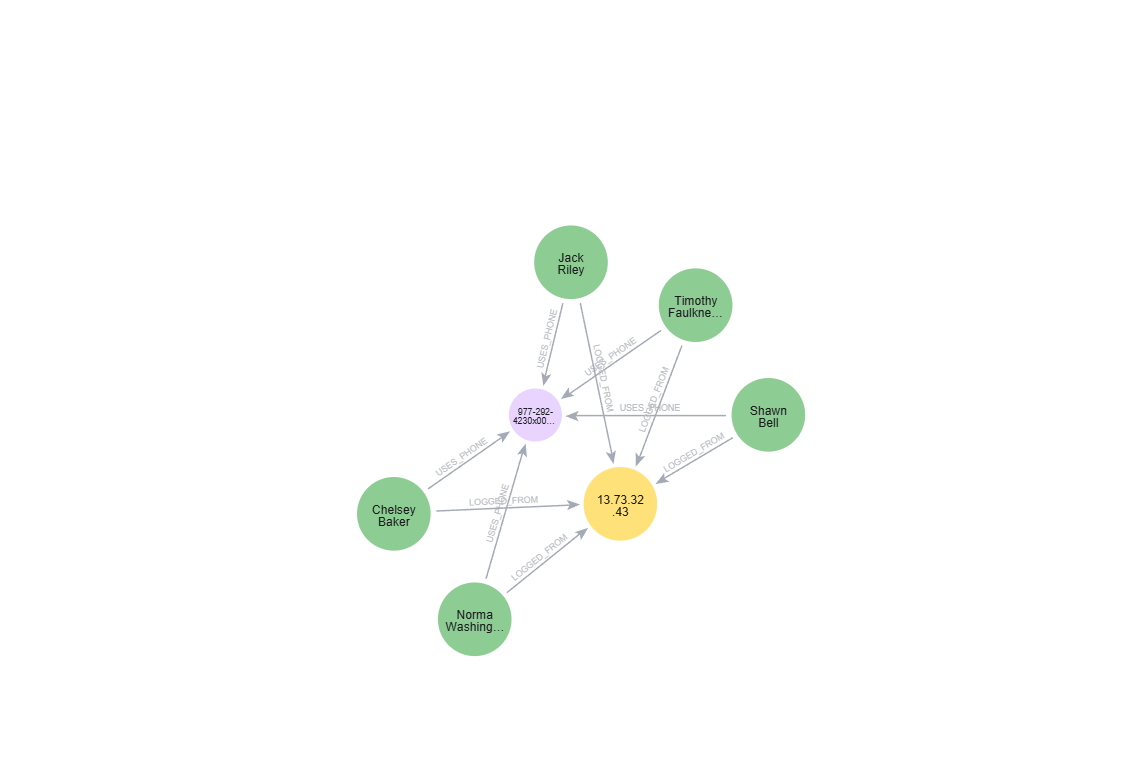 Jack
Riley
Timothy
Faulkne...
USES_PHONE
LOGGED_FROM
USES_PHONE
LOGGED_FROM
977-292-
4230x00...
USES_PHONE
Shawn
Bell
LOGGED_FROM
USES_PHONE
Chelsey
Baker
LOGGED_FROM
USES_PHONE
13.73.32
.43
LOGGED_FROM
Norma
Washing...